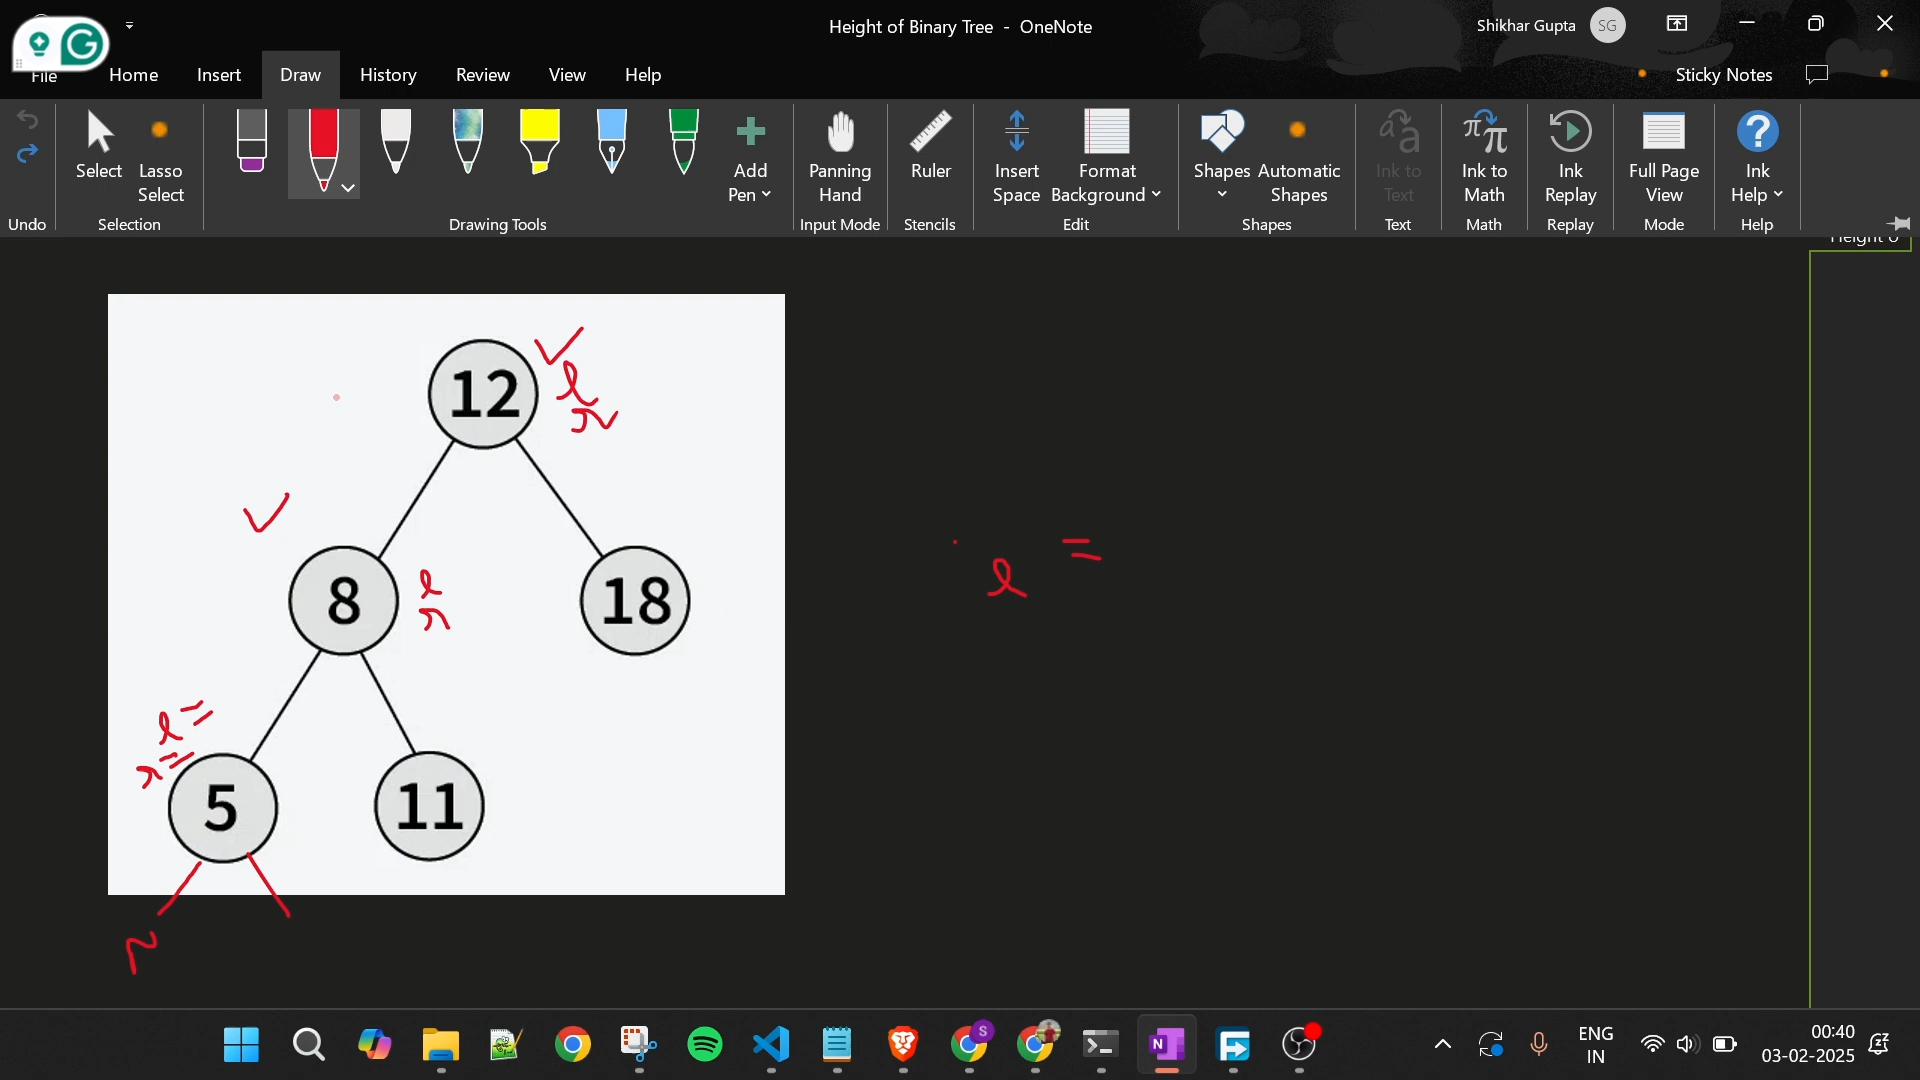 Height of Binary Tree - OneNote
Shikhar Gupta
SG
File
Home
Insert
Draw
History
Review
View
Help
Sticky Notes
Select
Lasso
Select
Add
Pen
Panning
Hand
Ruler
Insert
Space
Format
Background
Shapes
Automatic
Shapes
Ink to
Text
Ink to
Math
Ink
Replay
Full Page
View
Ink
Help
Undo
Selection
Drawing Tools
Input Mode
Stencils
Edit
Shapes
Text
Math
Replay
Mode
Help
12
l
r
8
l
r
18
l =
l =
r =
5
11
N
S
ENG
IN
00:40
03-02-2025